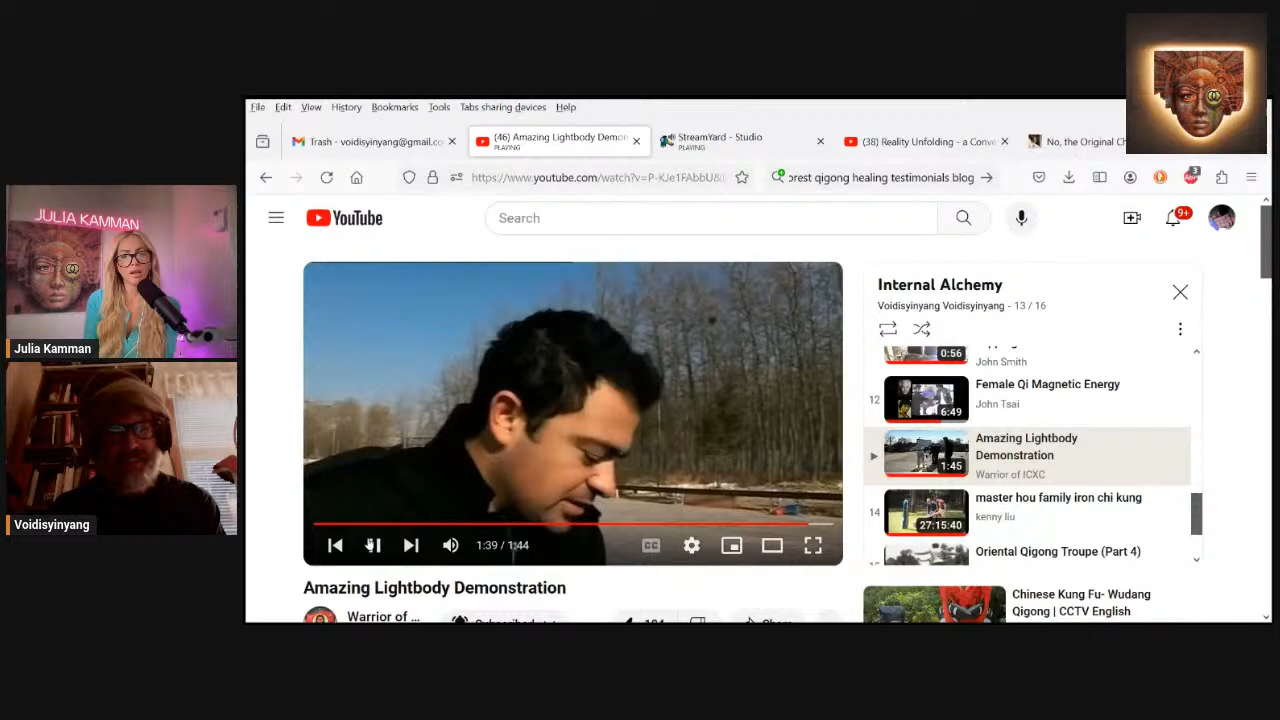 File Edit View History Bookmarks Tools Tabs sharing devices Help
Trash - voidisyinyang@gmail.co
(46) Amazing Lightbody Demon
PLAYING
StreamYard - Studio
PLAYING
(38) Reality Unfolding - a Conve
No, the Original Ch
https://www.youtube.com/watch?v=P-KJe1FAbbU&l
orest qigong healing testimonials blog
3
YouTube
Search
9+
JULIA KAMMAN
Julia Kamman
Voidisyinyang
1:39 / 1:44
CC
Amazing Lightbody Demonstration
Warrior of ...
Subscribed
184
Share
Internal Alchemy
Voidisyinyang Voidisyinyang - 13 / 16
0:56
John Smith
12
6:49
Female Qi Magnetic Energy
John Tsai
1:45
Amazing Lightbody
Demonstration
Warrior of ICXC
14
27:15:40
master hou family iron chi kung
kenny liu
Oriental Qigong Troupe (Part 4)
Chinese Kung Fu- Wudang
Qigong | CCTV English